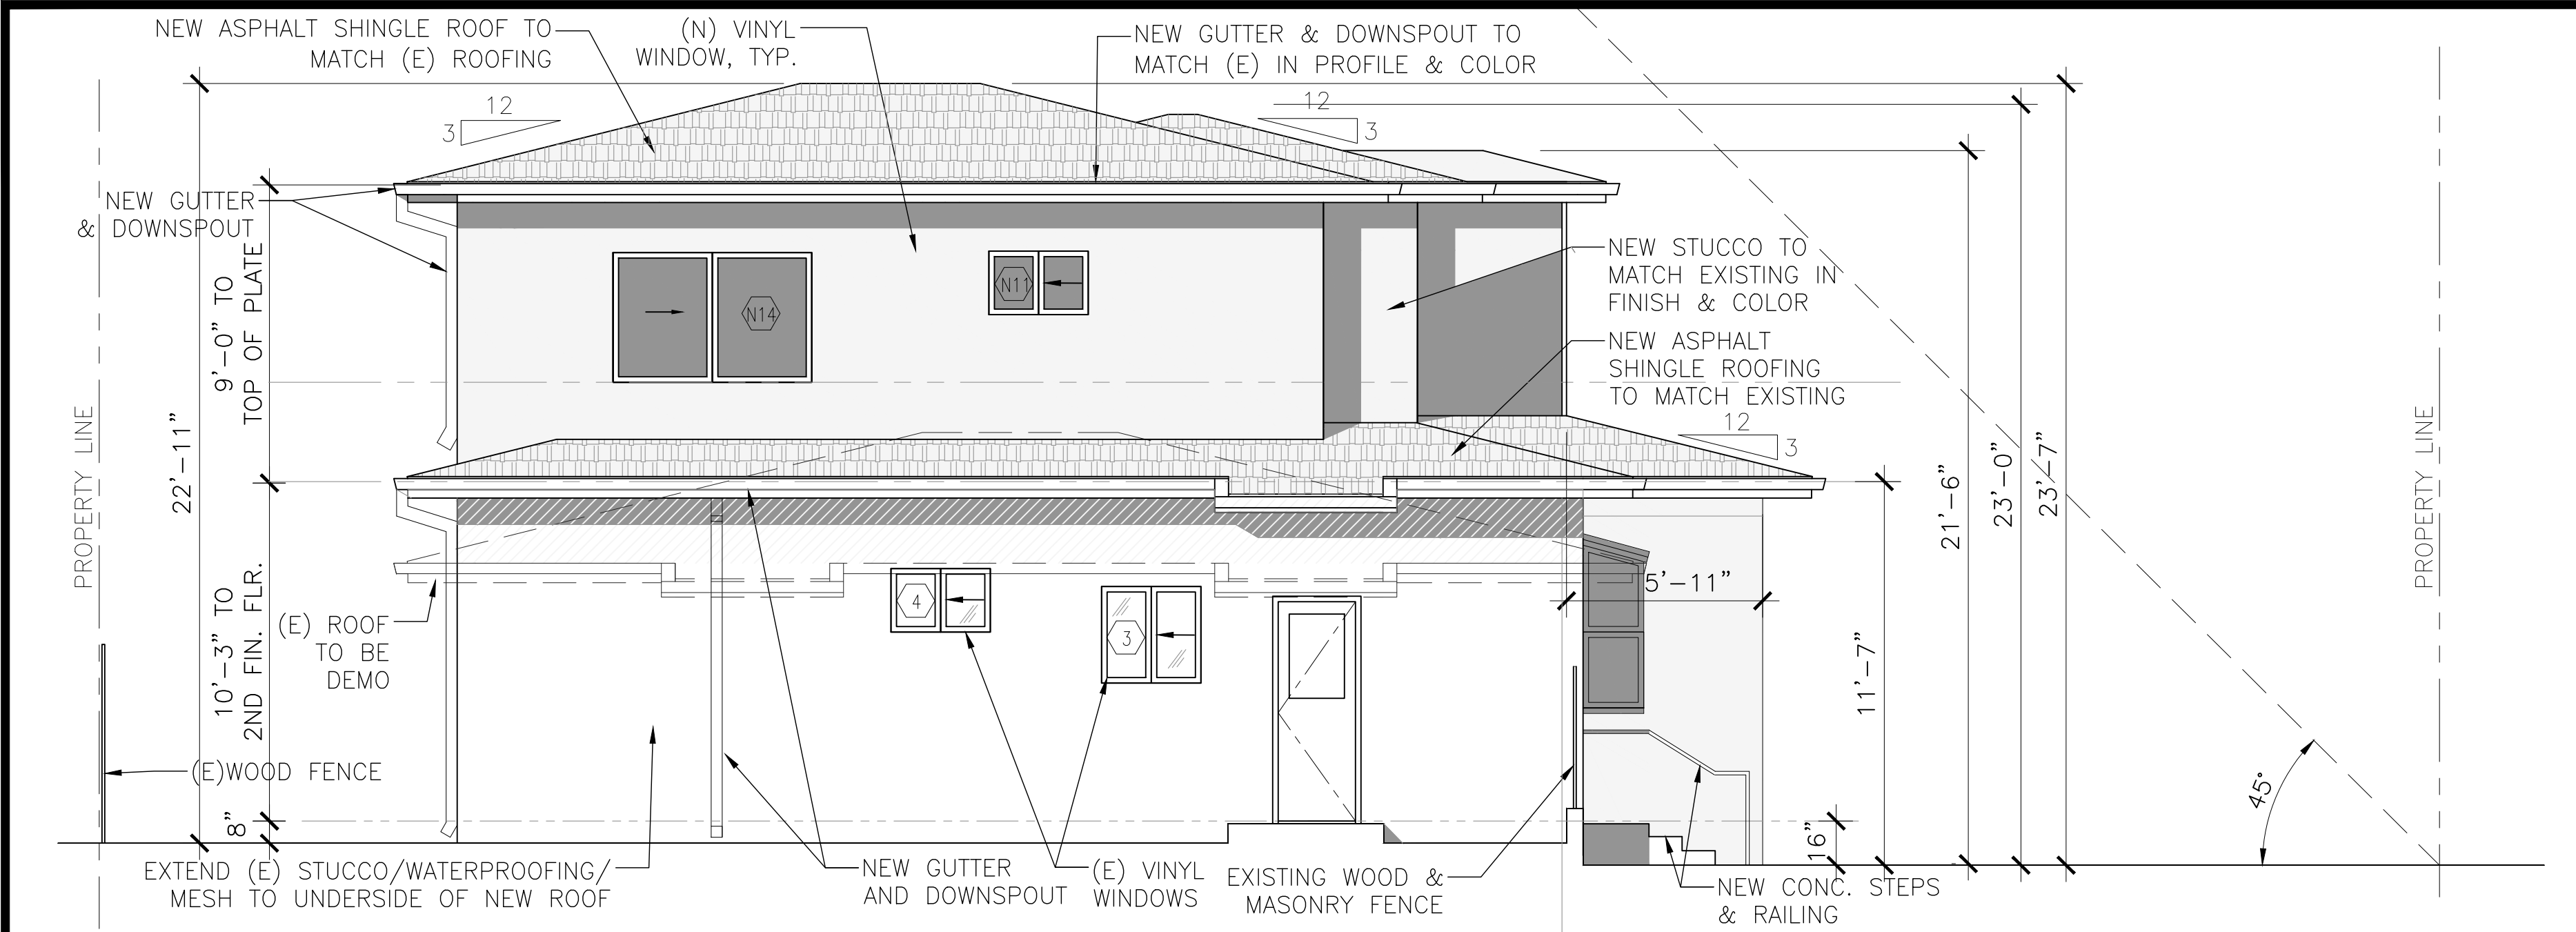 NEW ASPHALT SHINGLE ROOF TO
MATCH (E) ROOFING
(N) VINYL
WINDOW, TYP.
NEW GUTTER & DOWNSPOUT TO
MATCH (E) IN PROFILE & COLOR
12
3
12
3
NEW GUTTER
& DOWNSPOUT
9'-0" TO
TOP OF PLATE
22'-11"
PROPERTY LINE
N14
N11
NEW STUCCO TO
MATCH EXISTING IN
FINISH & COLOR
NEW ASPHALT
SHINGLE ROOFING
TO MATCH EXISTING
12
3
21'-6"
23'-0"
23'-7"
PROPERTY LINE
10'-3" TO
2ND FIN. FLR.
(E) ROOF
TO BE
DEMO
4
3
5'-11"
11'-7"
45°
(E)WOOD FENCE
8"
16"
EXTEND (E) STUCCO/WATERPROOFING/
MESH TO UNDERSIDE OF NEW ROOF
NEW GUTTER
AND DOWNSPOUT
(E) VINYL
WINDOWS
EXISTING WOOD &
MASONRY FENCE
NEW CONC. STEPS
& RAILING